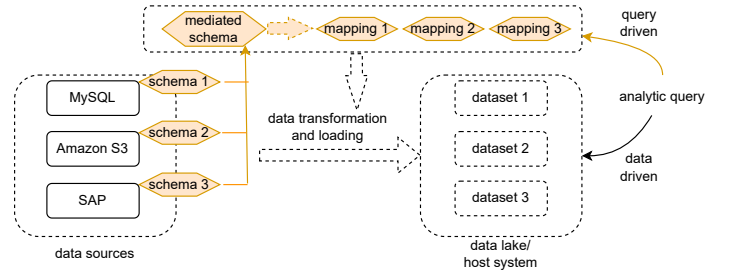 mediated
schema
mapping 1
mapping 2
mapping 3
query
driven
schema 1
MySQL
schema 2
Amazon S3
schema 3
SAP
data sources
data transformation
and loading
dataset 1
dataset 2
dataset 3
data lake/
host system
analytic query
data
driven